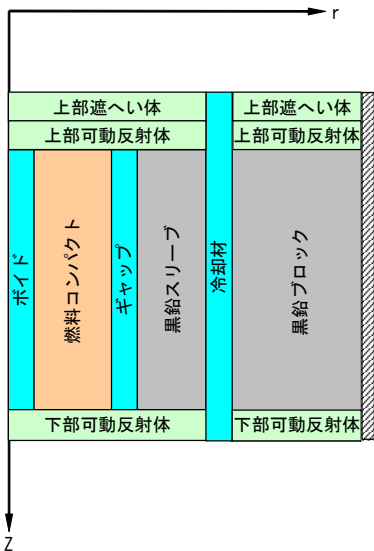 r
上部遮へい体
上部遮へい体
上部可動反射体
上部可動反射体
ボイド
燃料コンパクト
ギャップ
黒鉛スリーブ
冷却材
黒鉛ブロック
下部可動反射体
下部可動反射体
Z